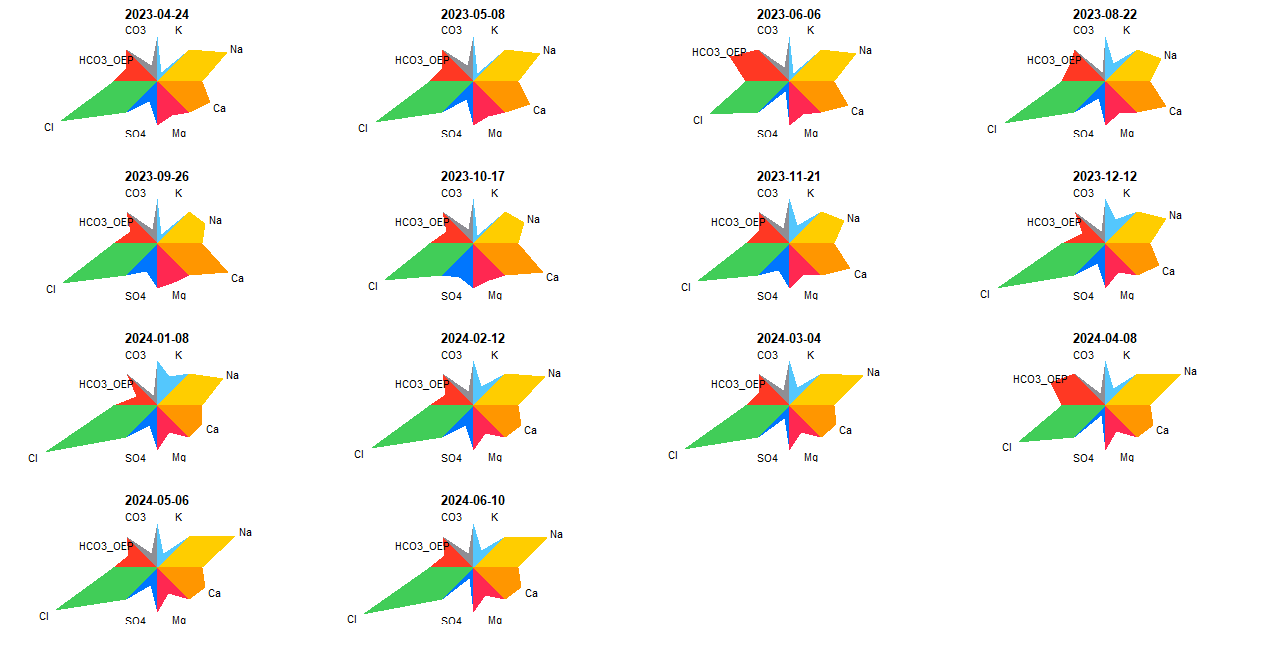 2023-04-24
CO3 K
HCO3_OEP Na
Cl Ca
SO4 Mg
2023-05-08
CO3 K
HCO3_OEP Na
Cl Ca
SO4 Mg
2023-06-06
CO3 K
HCO3_OEP Na
Cl Ca
SO4 Mg
2023-08-22
CO3 K
HCO3_OEP Na
Cl Ca
SO4 Mg
2023-09-26
CO3 K
HCO3_OEP Na
Cl Ca
SO4 Mg
2023-10-17
CO3 K
HCO3_OEP Na
Cl Ca
SO4 Mg
2023-11-21
CO3 K
HCO3_OEP Na
Cl Ca
SO4 Mg
2023-12-12
CO3 K
HCO3_OEP Na
Cl Ca
SO4 Mg
2024-01-08
CO3 K
HCO3_OEP Na
Cl Ca
SO4 Mg
2024-02-12
CO3 K
HCO3_OEP Na
Cl Ca
SO4 Mg
2024-03-04
CO3 K
HCO3_OEP Na
Cl Ca
SO4 Mg
2024-04-08
CO3 K
HCO3_OEP Na
Cl Ca
SO4 Mg
2024-05-06
CO3 K
HCO3_OEP Na
Cl Ca
SO4 Mg
2024-06-10
CO3 K
HCO3_OEP Na
Cl Ca
SO4 Mg